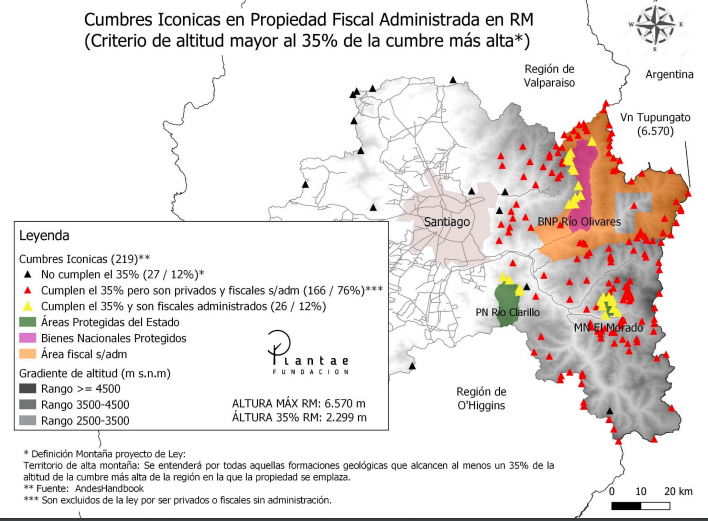 Cumbres Iconicas en Propiedad Fiscal Administrada en RM
(Criterio de altitud mayor al 35% de la cumbre más alta*)
N
W
E
S
Región de
Valparaiso
Argentina
Vn Tupungato
(6.570)
Santiago
BNP Río Olivares
PN Río Clarillo
MN El Morado
Región de
O'Higgins
Leyenda
Cumbres Iconicas (219)**
No cumplen el 35% (27 / 12%)*
Cumplen el 35% pero son privados y fiscales s/adm (166 / 76%)***
Cumplen el 35% y son fiscales administrados (26 / 12%)
Áreas Protegidas del Estado
Bienes Nacionales Protegidos
Área fiscal s/adm
Gradiente de altitud (m s.n.m)
Rango >= 4500
Rango 3500-4500
Rango 2500-3500
Plantae
FUNDACION
ALTURA MÁX RM: 6.570 m
ÁLTURA 35% RM: 2.299 m
* Definición Montaña proyecto de Ley:
Territorio de alta montaña: Se entenderá por todas aquellas formaciones geológicas que alcancen al menos un 35% de la
altitud de la cumbre más alta de la región en la que la propiedad se emplaza.
** Fuente: AndesHandbook
*** Son excluidos de la ley por ser privados o fiscales sin administración.
0 10 20 km